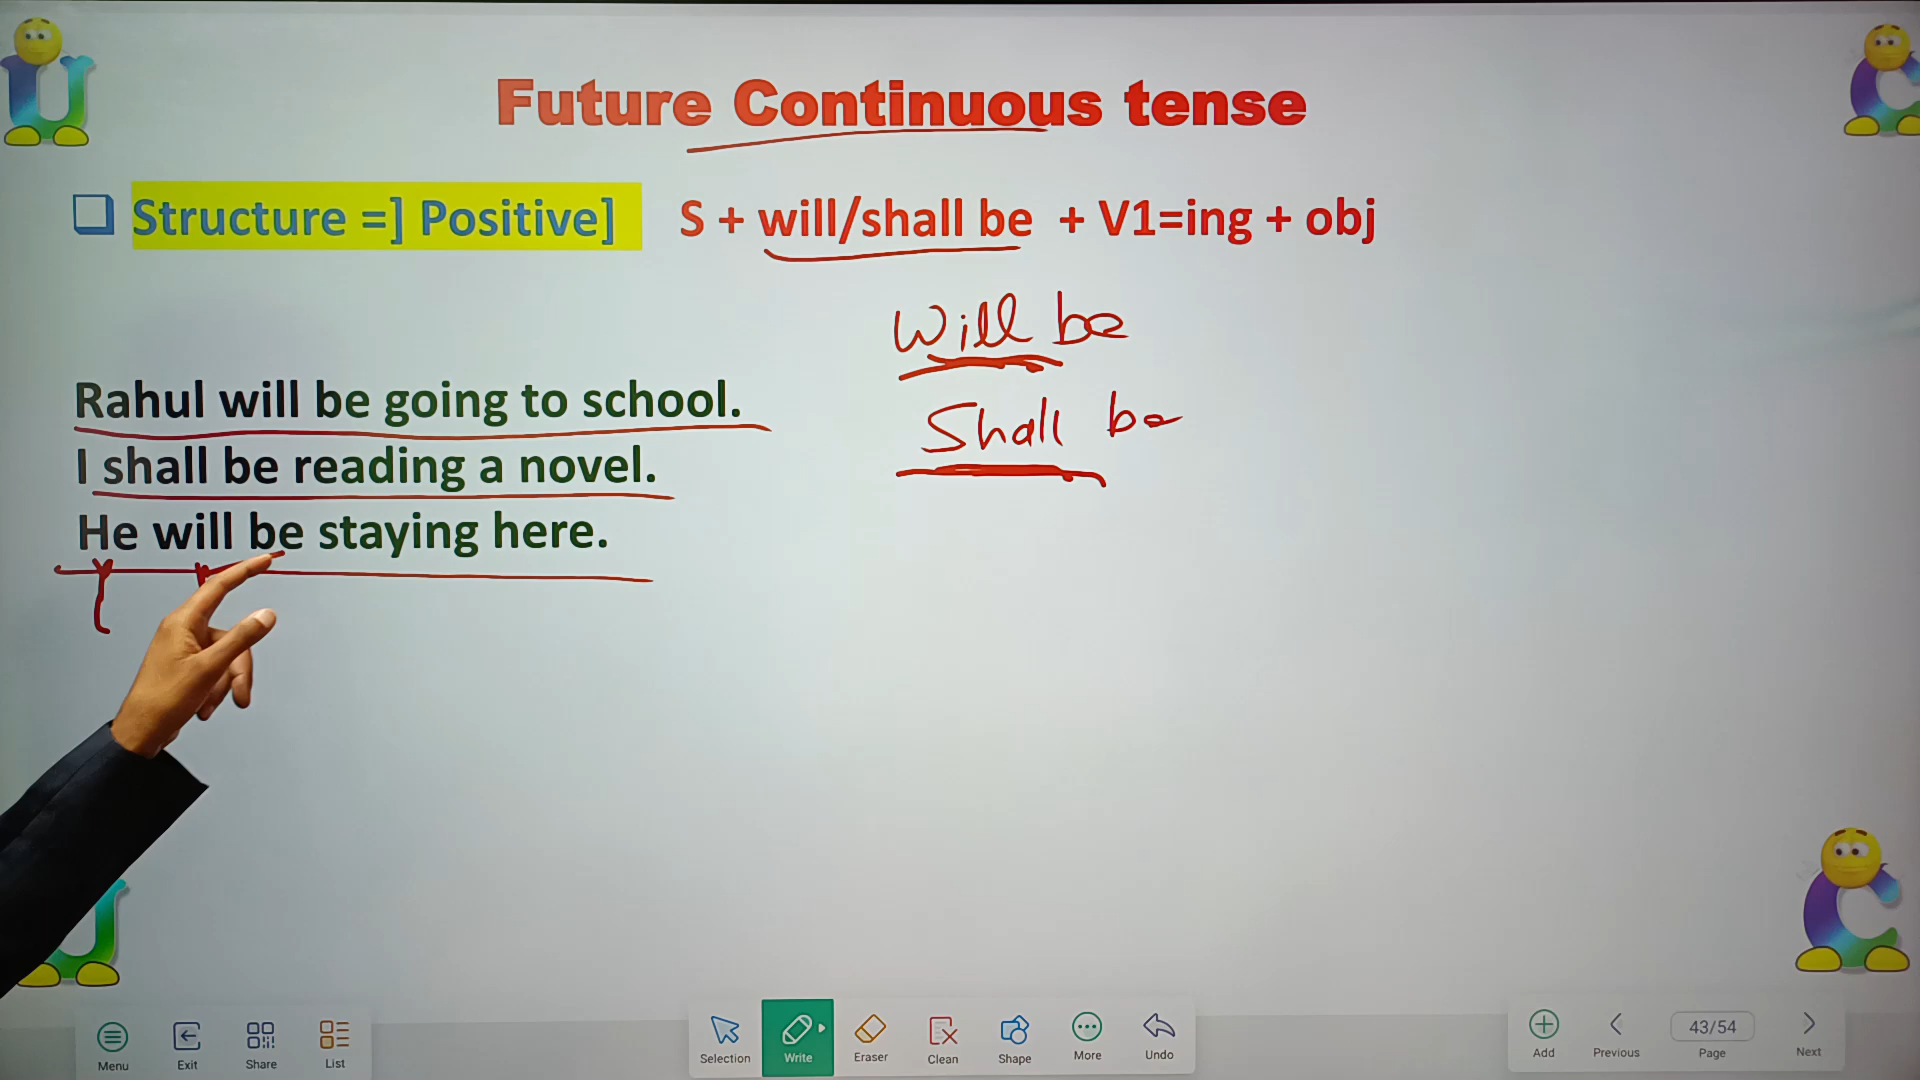 Future Continuous tense
Structure =] Positive] S + will/shall be + V1=ing + obj
Will be
Shall be
Rahul will be going to school.
I shall be reading a novel.
He will be staying here.
Menu Exit Share List Selection Write Eraser Clean Shape More Undo Add Previous 43/54 Page Next